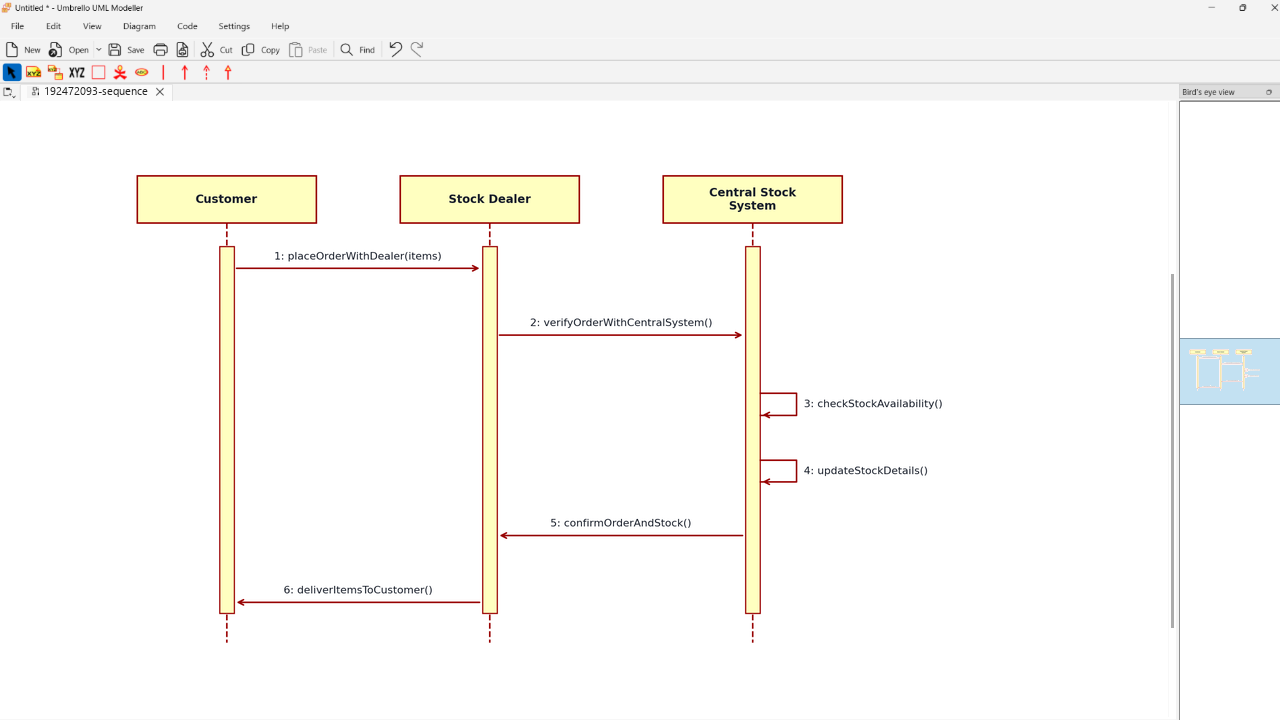 Untitled * - Umbrello UML Modeller
File Edit View Diagram Code Settings Help
New Open Save Cut Copy Paste Find
XYZ
192472093-sequence
Bird's eye view
Customer
Stock Dealer
Central Stock
System
1: placeOrderWithDealer(items)
2: verifyOrderWithCentralSystem()
3: checkStockAvailability()
4: updateStockDetails()
5: confirmOrderAndStock()
6: deliverItemsToCustomer()